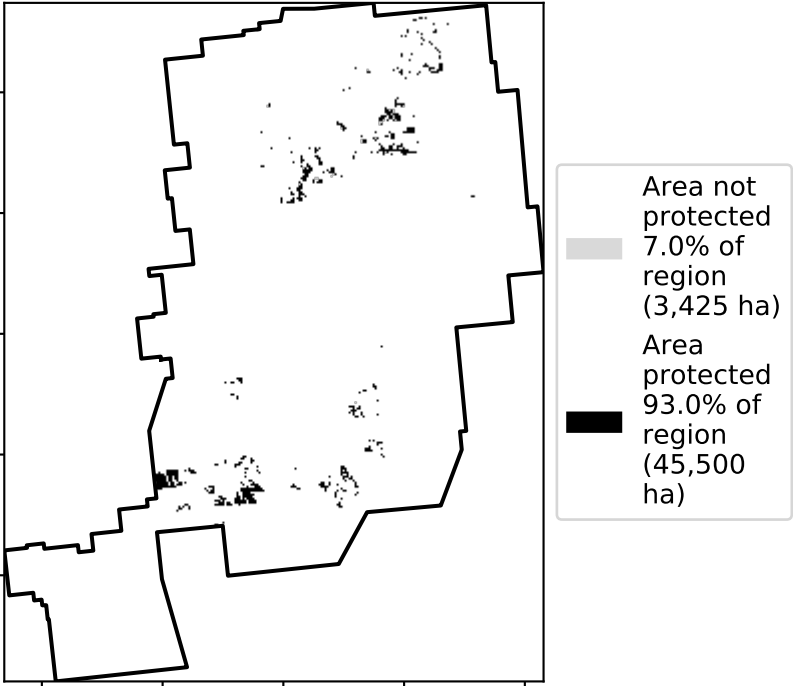 Area not
protected
7.0% of
region
(3,425 ha)
Area
protected
93.0% of
region
(45,500
ha)